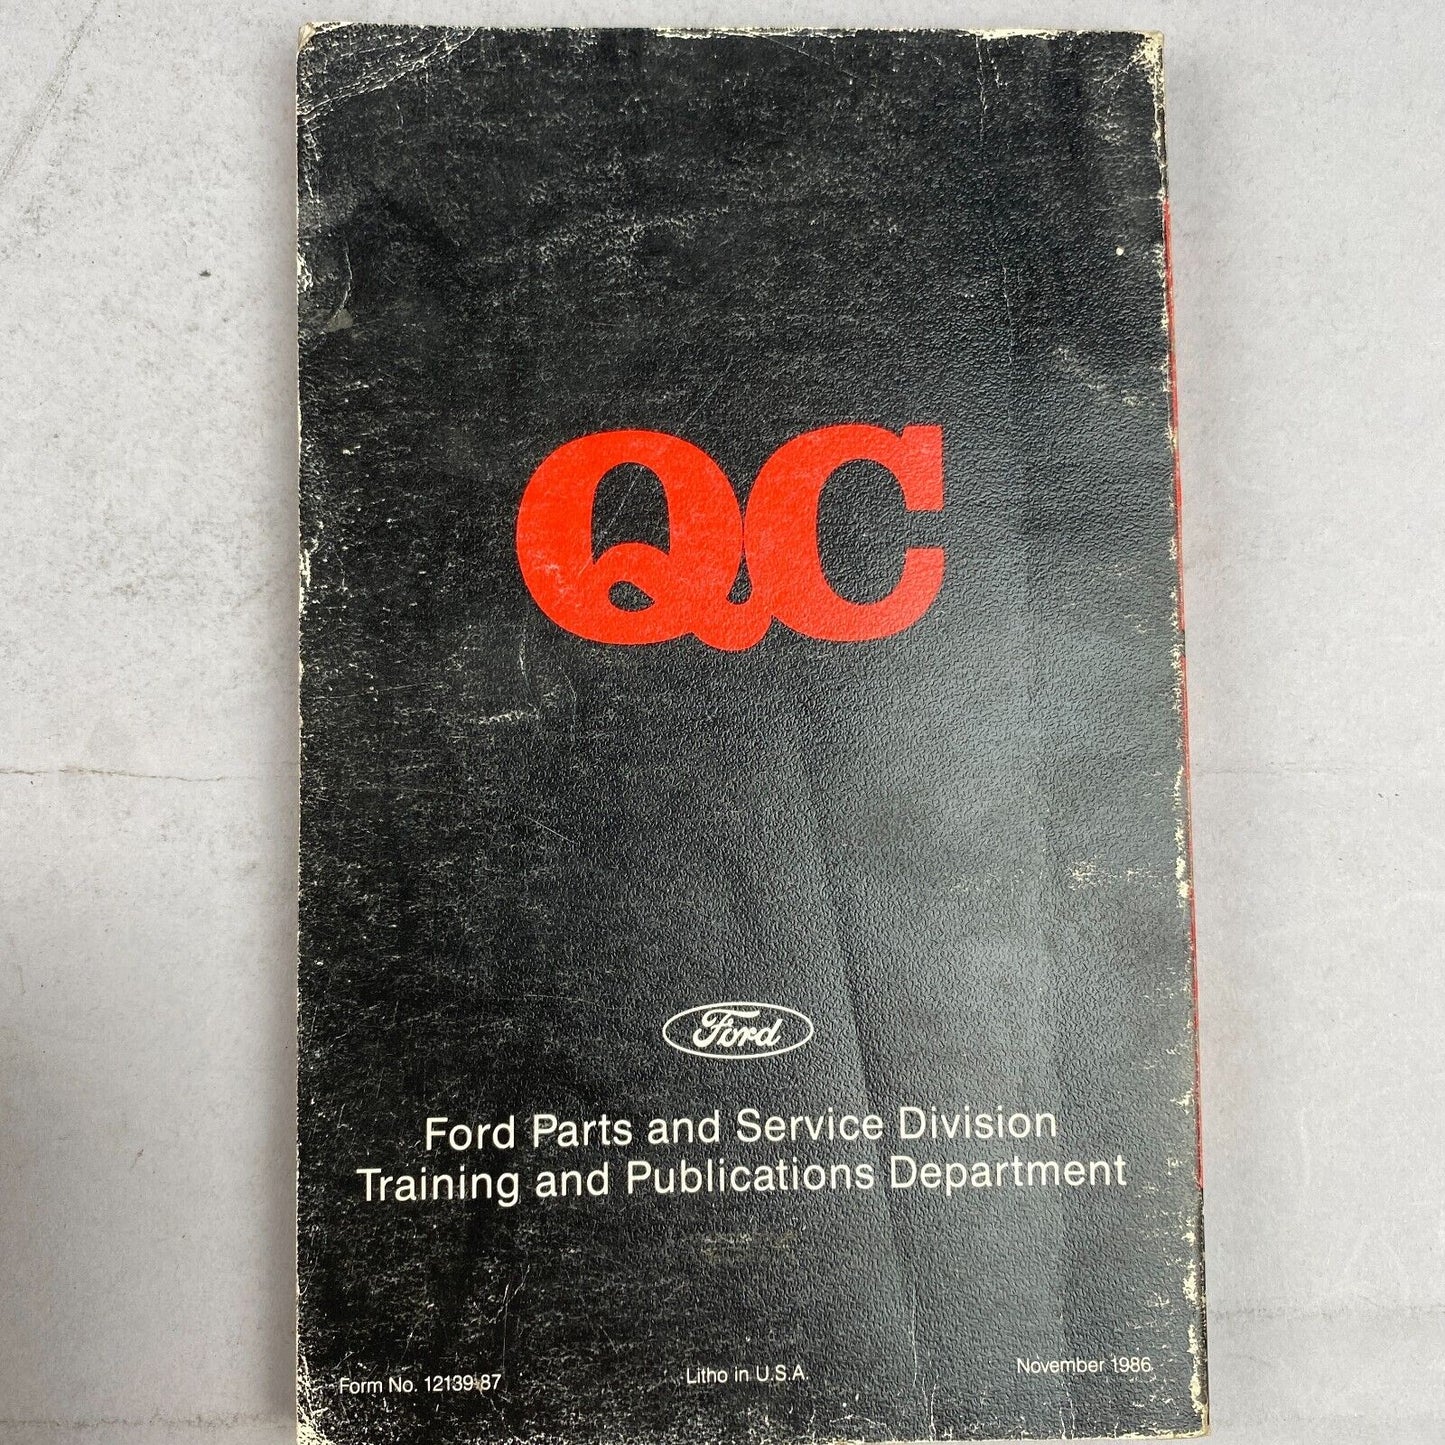 QC
Ford
Ford Parts and Service Division
Training and Publications Department
Form No. 12139-87
Litho in U.S.A.
November 1986